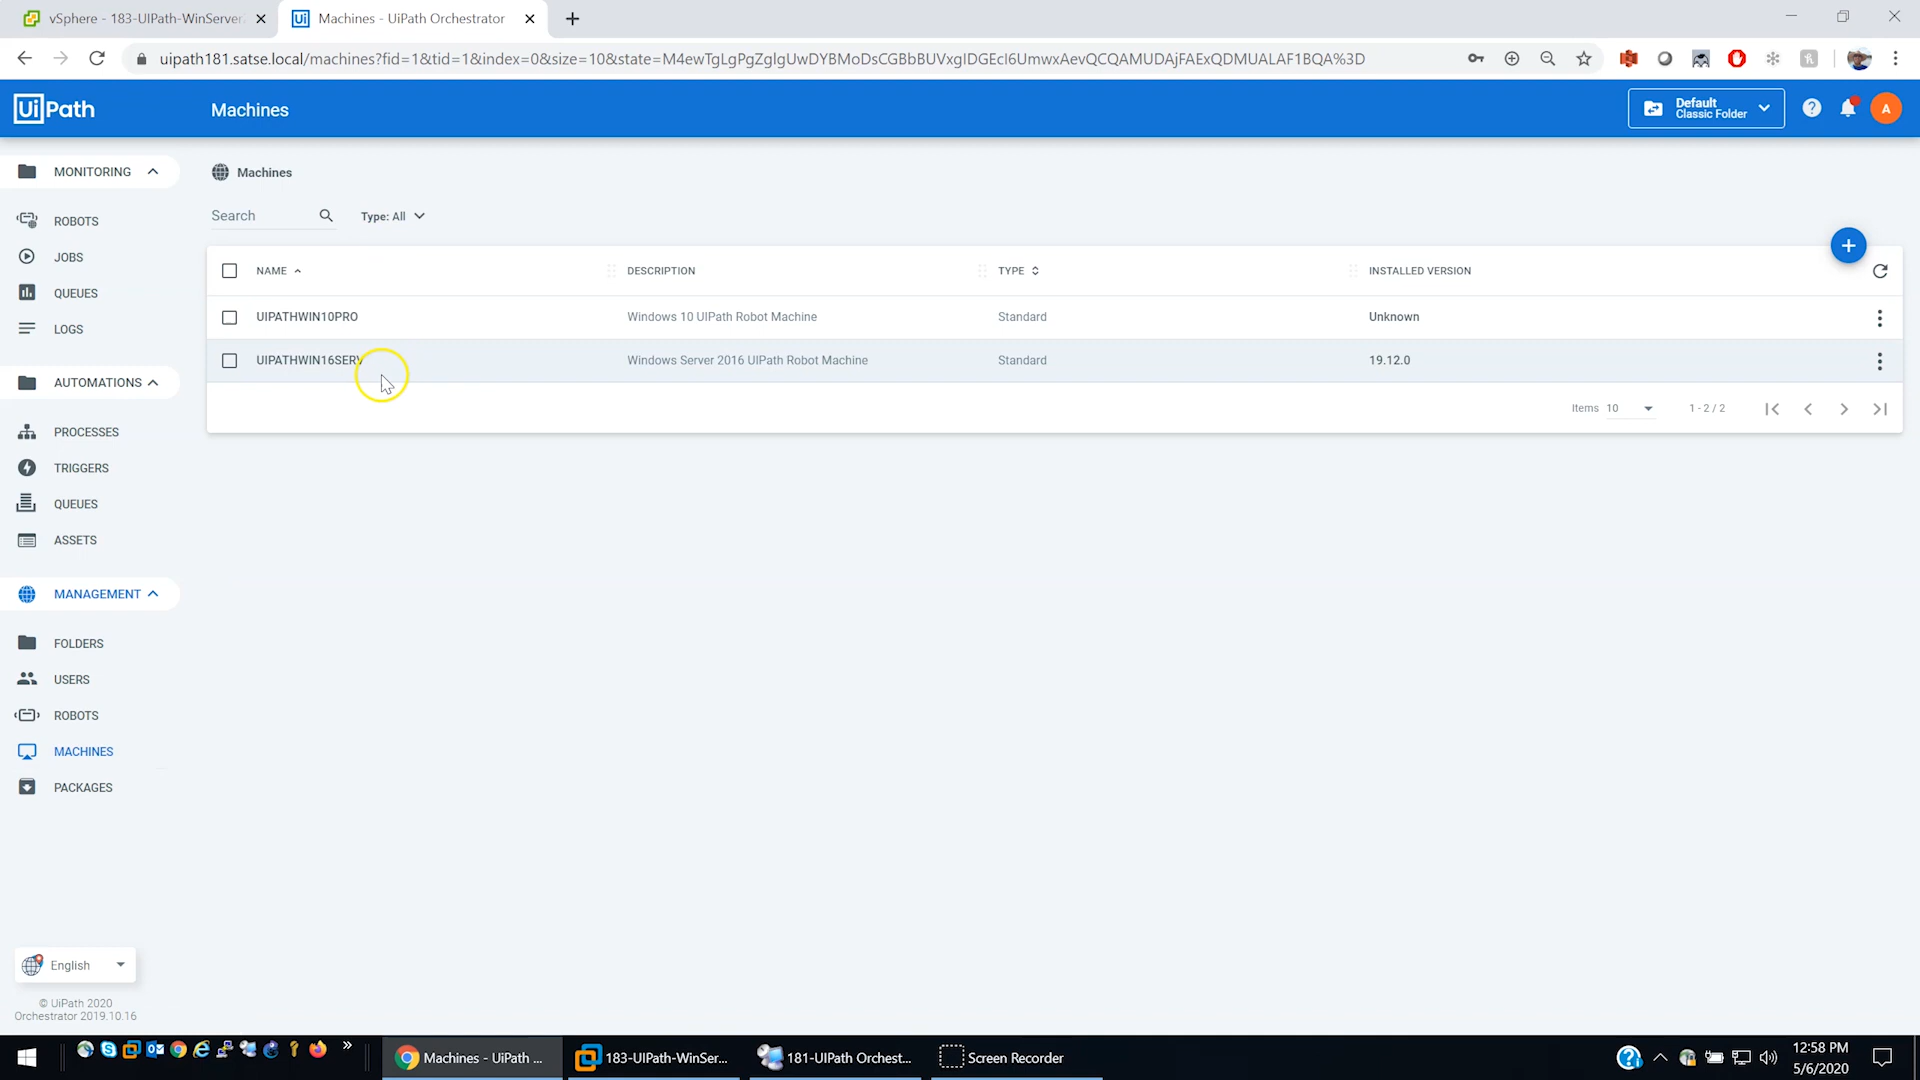 vSphere - 183-UIPath-WinServer2
Machines - UiPath Orchestrator
uipath181.satse.local/machines?fid=1&tid=1&index=0&size=10&state=M4ewTgLgPgZglgUwDYBMoDsCGBbBUVxgIDGEcI6UmwxAevQCQAMUDAjFAExQDMUALAF1BQA%3D
UiPath
Machines
Default
Classic Folder
A
MONITORING
ROBOTS
JOBS
QUEUES
LOGS
AUTOMATIONS
PROCESSES
TRIGGERS
QUEUES
ASSETS
MANAGEMENT
FOLDERS
USERS
ROBOTS
MACHINES
PACKAGES
English
© UiPath 2020
Orchestrator 2019.10.16
Machines
Search
Type: All
NAME DESCRIPTION TYPE INSTALLED VERSION
UIPATHWIN10PRO Windows 10 UIPath Robot Machine Standard Unknown
UIPATHWIN16SERV Windows Server 2016 UIPath Robot Machine Standard 19.12.0
Items 10 1 - 2 / 2
Machines - UiPath ...
183-UIPath-WinSer...
181-UIPath Orchest...
Screen Recorder
12:58 PM
5/6/2020